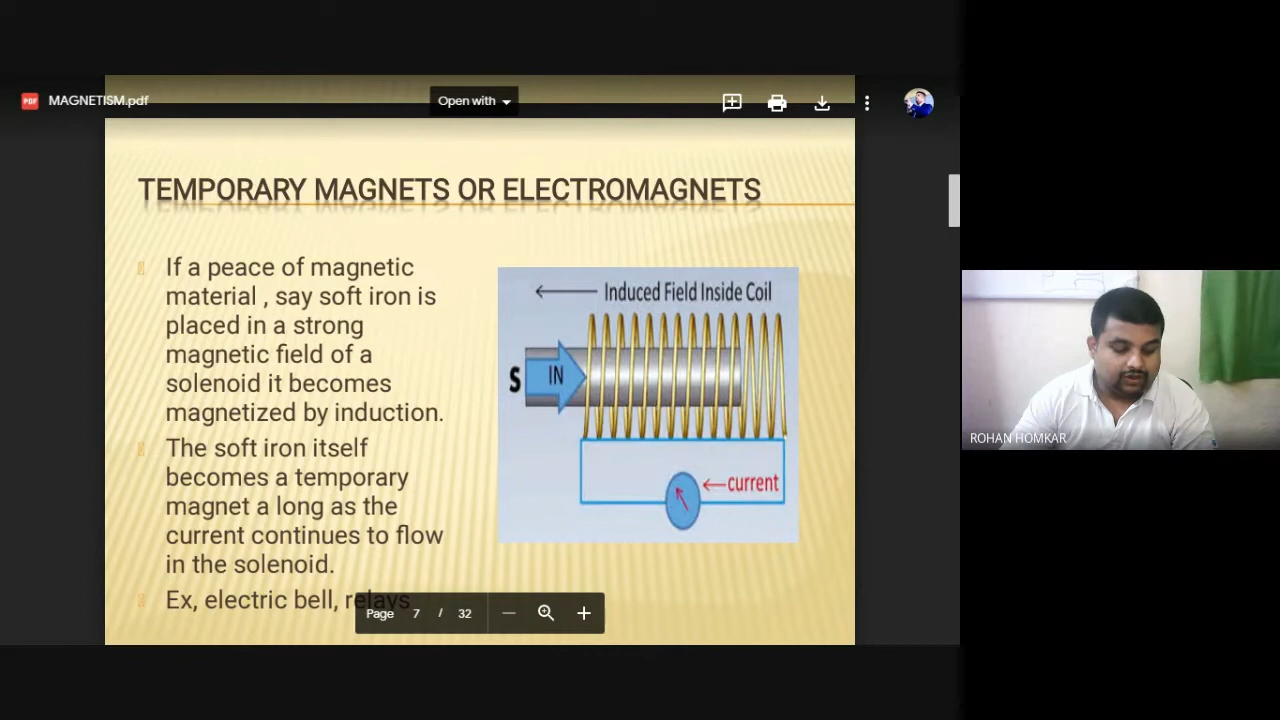 MAGNETISM.pdf
Open with
TEMPORARY MAGNETS OR ELECTROMAGNETS
If a peace of magnetic
material , say soft iron is
placed in a strong
magnetic field of a
solenoid it becomes
magnetized by induction.
The soft iron itself
becomes a temporary
magnet a long as the
current continues to flow
in the solenoid.
Ex, electric bell, relays
Induced Field Inside Coil
S
IN
current
Page 7 / 32
ROHAN HOMKAR